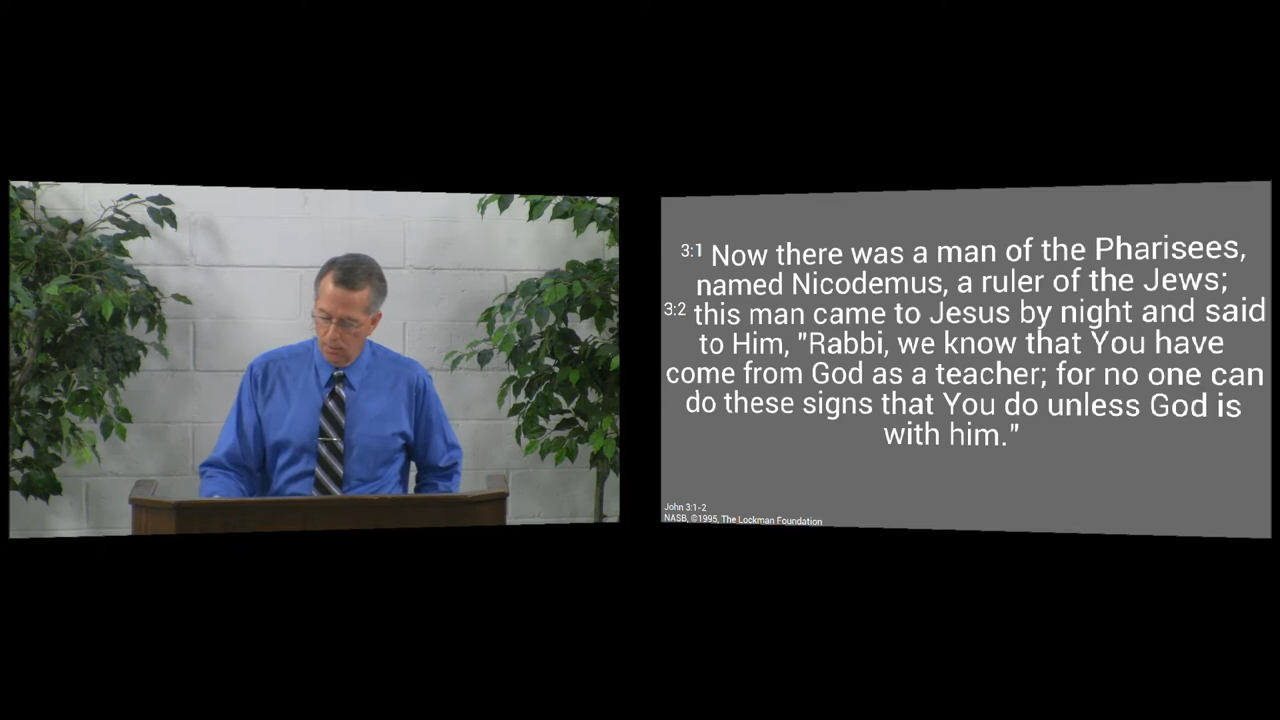 3:1 Now there was a man of the Pharisees,
named Nicodemus, a ruler of the Jews;
3:2 this man came to Jesus by night and said
to Him, "Rabbi, we know that You have
come from God as a teacher; for no one can
do these signs that You do unless God is
with him."
John 3:1-2
NASB, ©1995, The Lockman Foundation